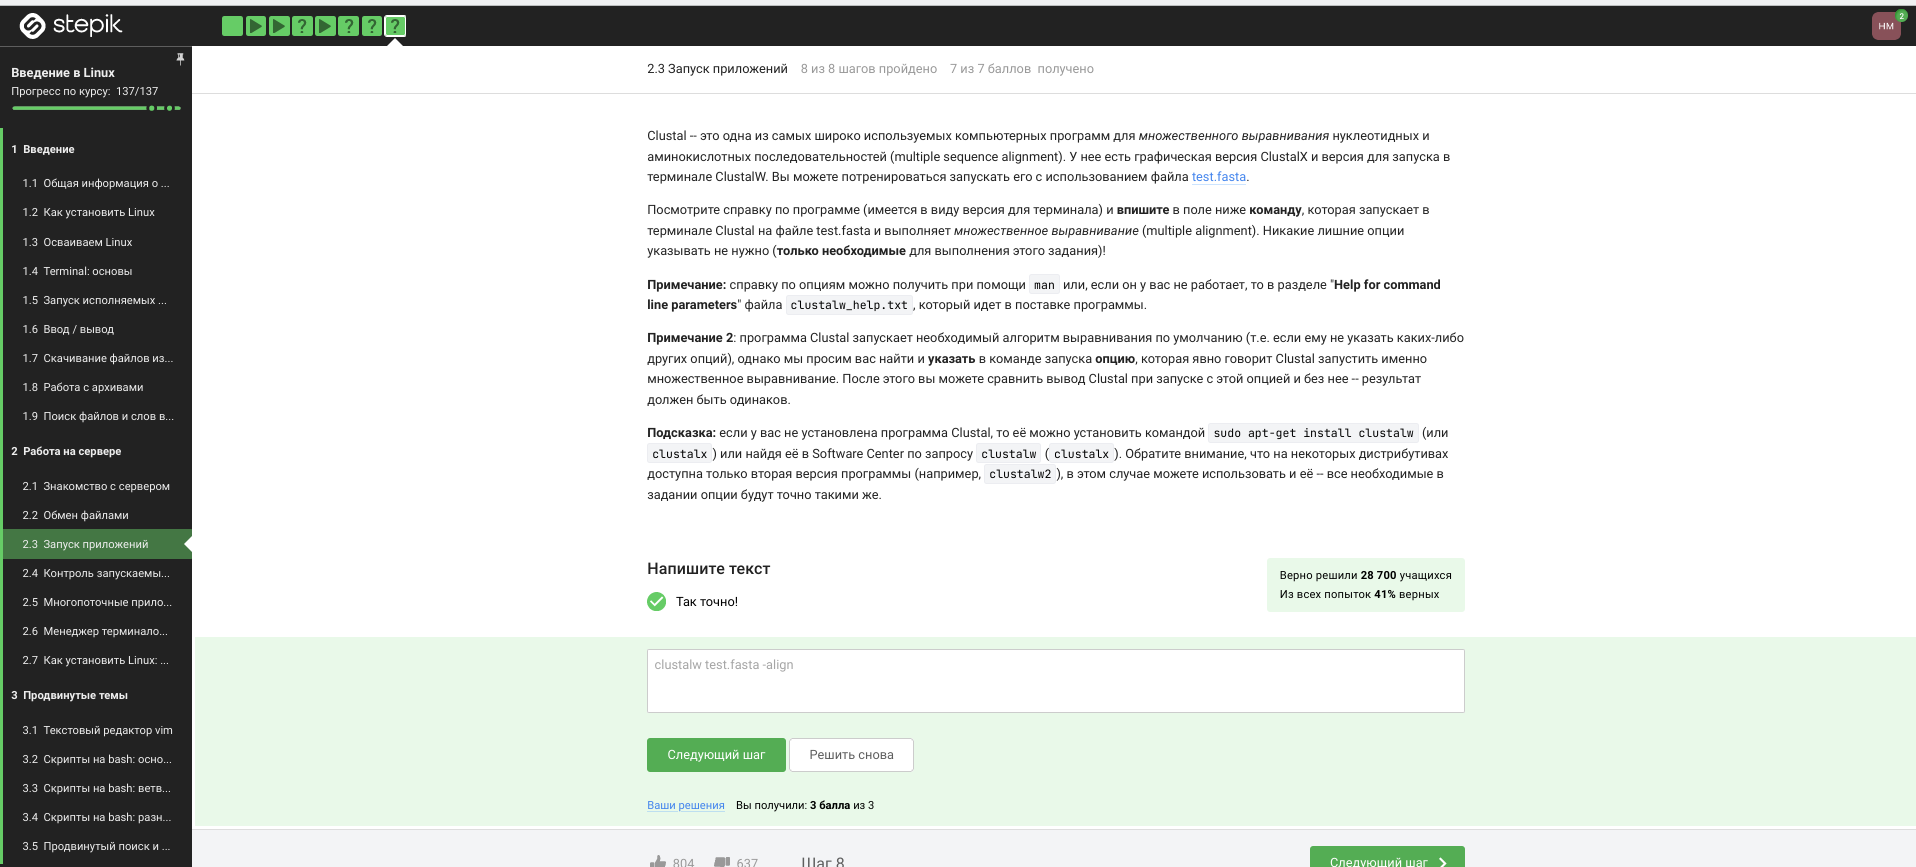 stepik
? ? ? ?
НМ
2
Введение в Linux
Прогресс по курсу: 137/137
1 Введение
1.1 Общая информация о ...
1.2 Как установить Linux
1.3 Осваиваем Linux
1.4 Terminal: основы
1.5 Запуск исполняемых ...
1.6 Ввод / вывод
1.7 Скачивание файлов из...
1.8 Работа с архивами
1.9 Поиск файлов и слов в...
2 Работа на сервере
2.1 Знакомство с сервером
2.2 Обмен файлами
2.3 Запуск приложений
2.4 Контроль запускаемы...
2.5 Многопоточные прило...
2.6 Менеджер терминало...
2.7 Как установить Linux: ...
3 Продвинутые темы
3.1 Текстовый редактор vim
3.2 Скрипты на bash: осно...
3.3 Скрипты на bash: ветв...
3.4 Скрипты на bash: разн...
3.5 Продвинутый поиск и ...
2.3 Запуск приложений 8 из 8 шагов пройдено 7 из 7 баллов получено
Clustal -- это одна из самых широко используемых компьютерных программ для множественного выравнивания нуклеотидных и
аминокислотных последовательностей (multiple sequence alignment). У нее есть графическая версия ClustalX и версия для запуска в
терминале ClustalW. Вы можете потренироваться запускать его с использованием файла test.fasta.
Посмотрите справку по программе (имеется в виду версия для терминала) и впишите в поле ниже команду, которая запускает в
терминале Clustal на файле test.fasta и выполняет множественное выравнивание (multiple alignment). Никакие лишние опции
указывать не нужно (только необходимые для выполнения этого задания)!
Примечание: справку по опциям можно получить при помощи man или, если он у вас не работает, то в разделе "Help for command
line parameters" файла clustalw_help.txt, который идет в поставке программы.
Примечание 2: программа Clustal запускает необходимый алгоритм выравнивания по умолчанию (т.е. если ему не указать каких-либо
других опций), однако мы просим вас найти и указать в команде запуска опцию, которая явно говорит Clustal запустить именно
множественное выравнивание. После этого вы можете сравнить вывод Clustal при запуске с этой опцией и без нее -- результат
должен быть одинаков.
Подсказка: если у вас не установлена программа Clustal, то её можно установить командой sudo apt-get install clustalw (или
clustalx ) или найдя её в Software Center по запросу clustalw ( clustalx ). Обратите внимание, что на некоторых дистрибутивах
доступна только вторая версия программы (например, clustalw2 ), в этом случае можете использовать и её -- все необходимые в
задании опции будут точно такими же.
Напишите текст
Так точно!
Верно решили 28 700 учащихся
Из всех попыток 41% верных
clustalw test.fasta -align
Следующий шаг Решить снова
Ваши решения Вы получили: 3 балла из 3
804 637 Шаг 8 Следующий шаг